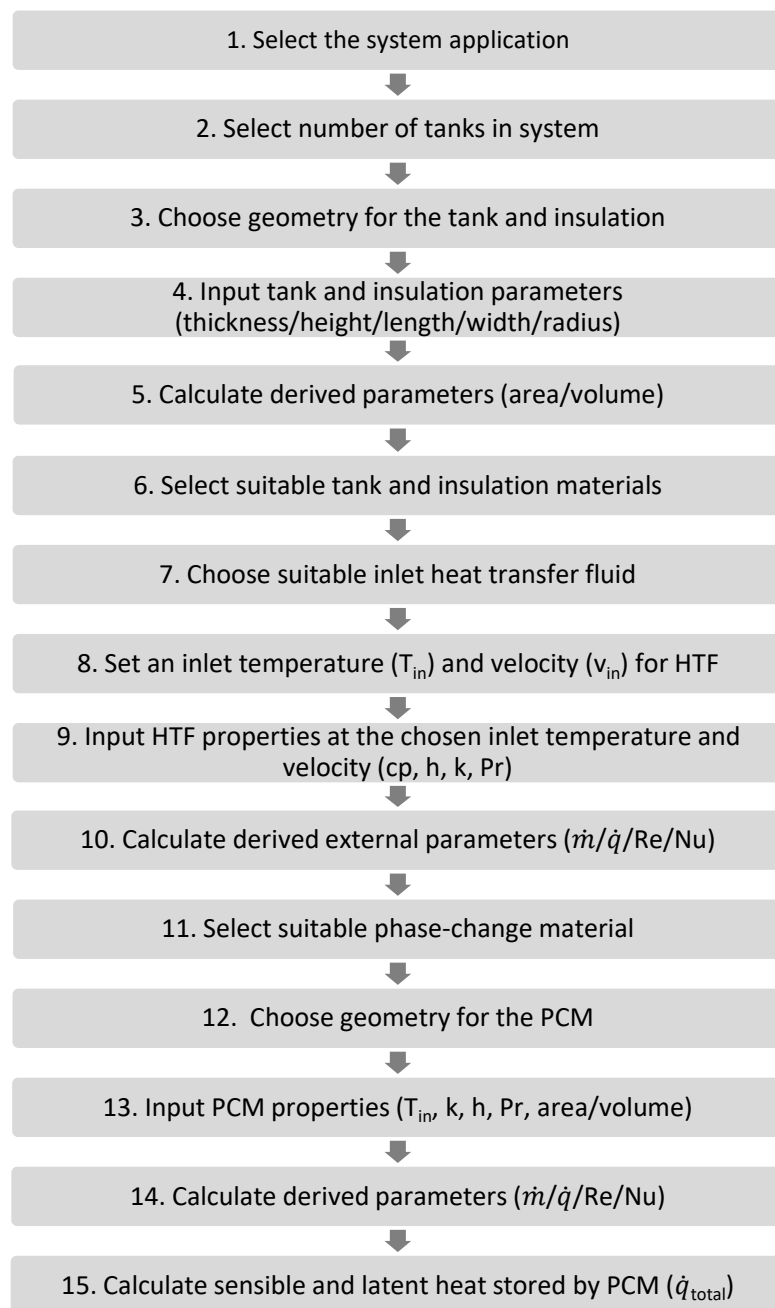 1. Select the system application
2. Select number of tanks in system
3. Choose geometry for the tank and insulation
4. Input tank and insulation parameters
(thickness/height/length/width/radius)
5. Calculate derived parameters (area/volume)
6. Select suitable tank and insulation materials
7. Choose suitable inlet heat transfer fluid
8. Set an inlet temperature (Tin) and velocity (vin) for HTF
9. Input HTF properties at the chosen inlet temperature and
velocity (cp, h, k, Pr)
10. Calculate derived external parameters (ṁ/q̇/Re/Nu)
11. Select suitable phase-change material
12. Choose geometry for the PCM
13. Input PCM properties (Tin, k, h, Pr, area/volume)
14. Calculate derived parameters (ṁ/q̇/Re/Nu)
15. Calculate sensible and latent heat stored by PCM (q̇total)